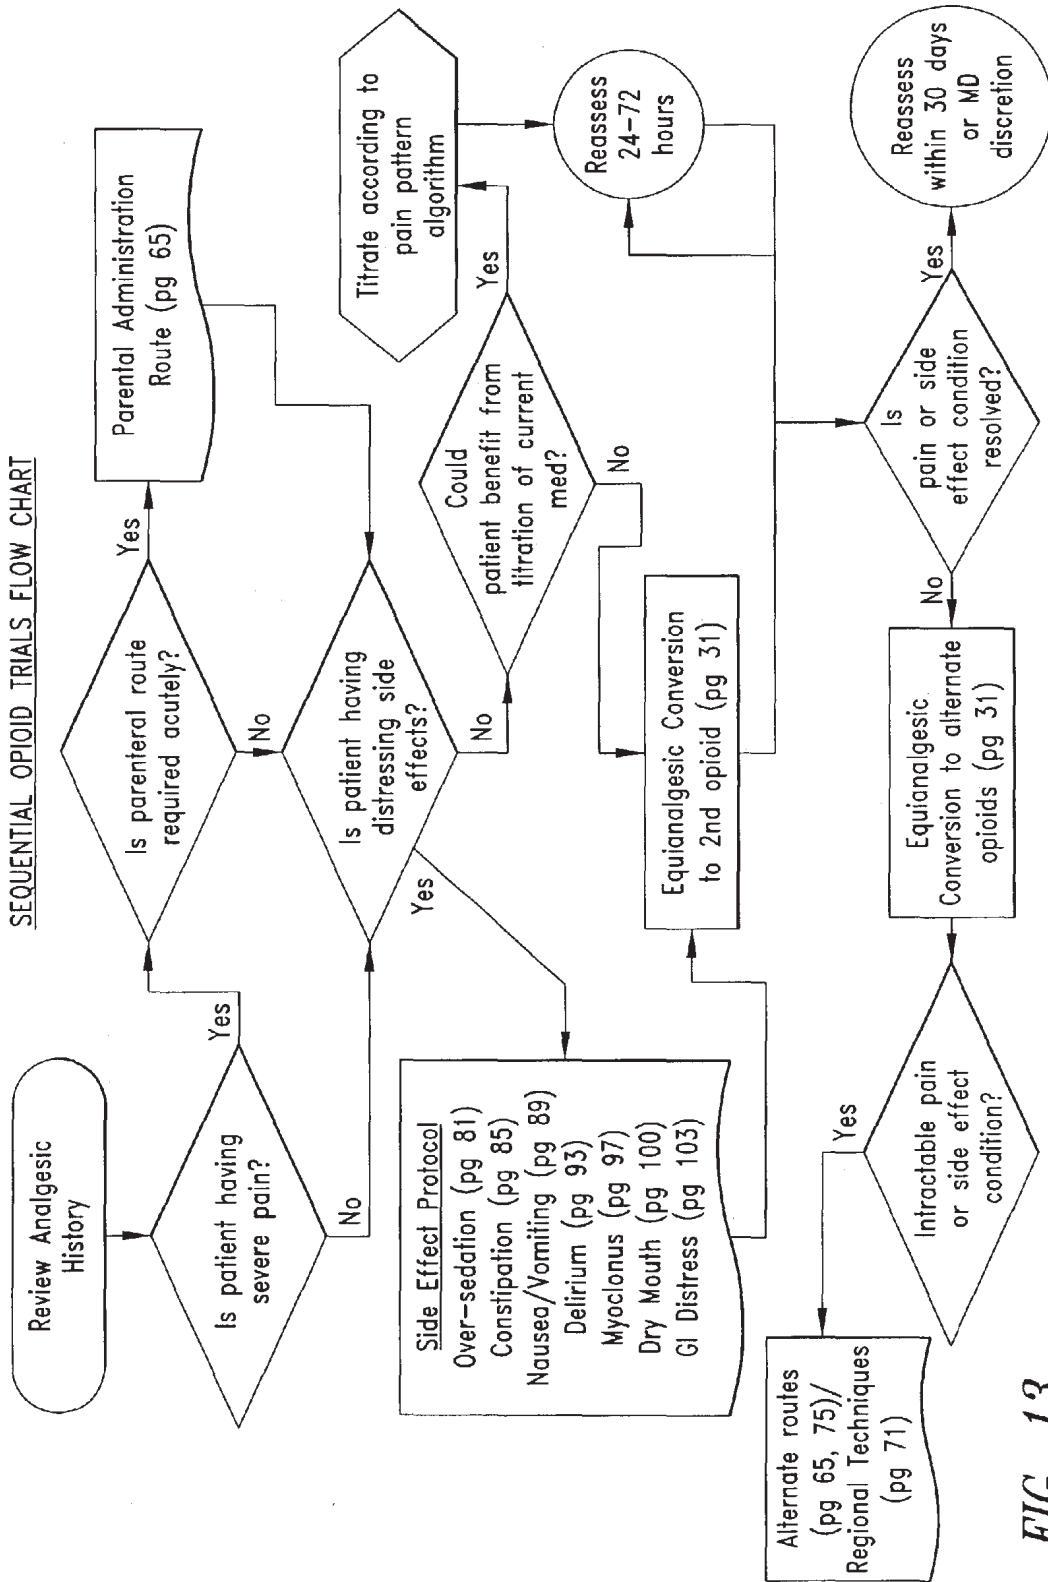 SEQUENTIAL OPIOID TRIALS FLOW CHART
Review Analgesic
History
Is patient having
severe pain?
Yes
No
Is parenteral route
required acutely?
Yes
No
Parental Administration
Route (pg 65)
Is patient having
distressing side
effects?
Yes
No
Side Effect Protocol
Over-sedation (pg 81)
Constipation (pg 85)
Nausea/Vomiting (pg 89)
Delirium (pg 93)
Myoclonus (pg 97)
Dry Mouth (pg 100)
GI Distress (pg 103)
Could
patient benefit from
titration of current
med?
Yes
No
Titrate according to
pain pattern
algorithm
Reassess
24-72
hours
Equianalgesic Conversion
to 2nd opioid (pg 31)
Is
pain or side
effect condition
resolved?
Yes
No
Reassess
within 30 days
or MD
discretion
Equianalgesic
Conversion to alternate
opioids (pg 31)
Intractable pain
or side effect
condition?
Yes
Alternate routes
(pg 65, 75)/
Regional Techniques
(pg 71)
FIG. 13